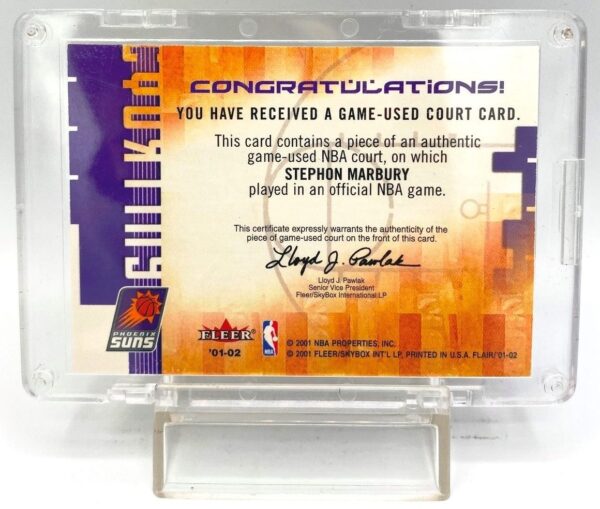 CONGRATULATIONS!
YOU HAVE RECEIVED A GAME-USED COURT CARD.
This card contains a piece of an authentic
game-used NBA court, on which
STEPHON MARBURY
played in an official NBA game.
This certificate expressly warrants the authenticity of the
piece of game-used court on the front of this card.
Lloyd J. Pawlak
Lloyd J. Pawlak
Senior Vice President
Fleer/SkyBox International LP
PHOENIX
SUNS
FLEER
'01-02
NBA
© 2001 NBA PROPERTIES, INC.
© 2001 FLEER/SKYBOX INT'L LP, PRINTED IN U.S.A. FLAIR/'01-02